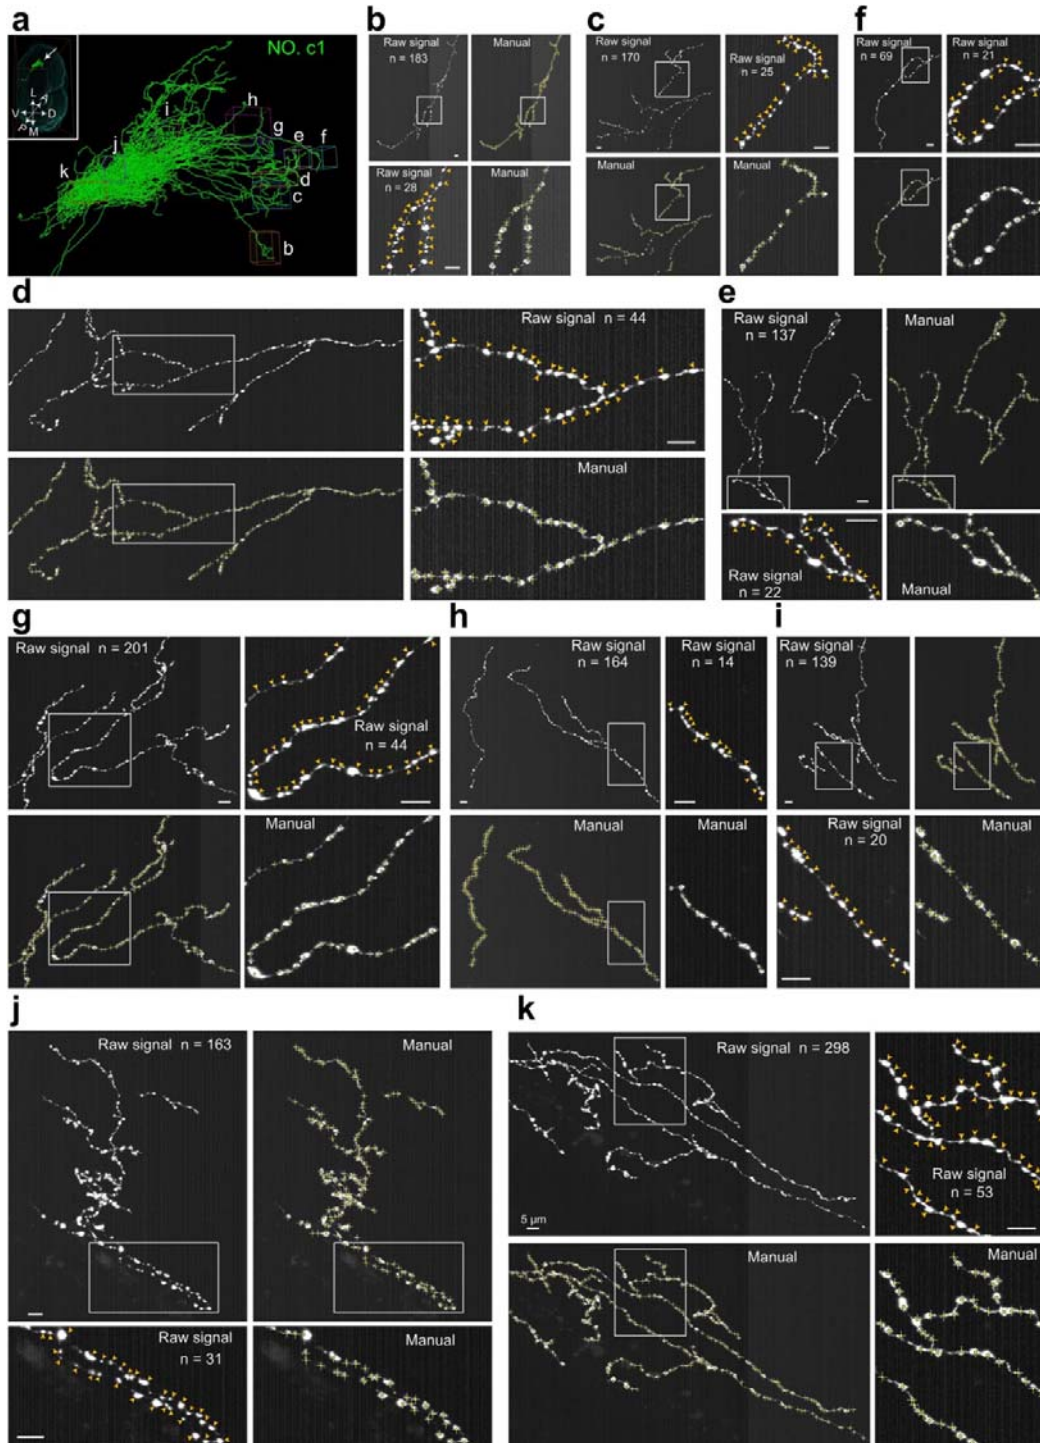 a
NO. c1
L
A
V
D
P
M
h
i
g
f
e
j
d
k
c
b
b
Raw signal
n = 183
Manual
Raw signal
n = 28
Manual
c
Raw signal
n = 170
Raw signal
n = 25
Manual
Manual
f
Raw signal
n = 69
Raw signal
n = 21
Manual
Manual
d
Raw signal n = 44
Manual
e
Raw signal
n = 137
Manual
Raw signal
n = 22
Manual
g
Raw signal n = 201
Raw signal
n = 44
Manual
h
Raw signal
n = 164
Raw signal
n = 14
Manual
Manual
i
Raw signal
n = 139
Raw signal
n = 20
Manual
j
Raw signal n = 163
Manual
Raw signal
n = 31
Manual
k
Raw signal n = 298
Raw signal
n = 53
5 μm
Manual
Manual